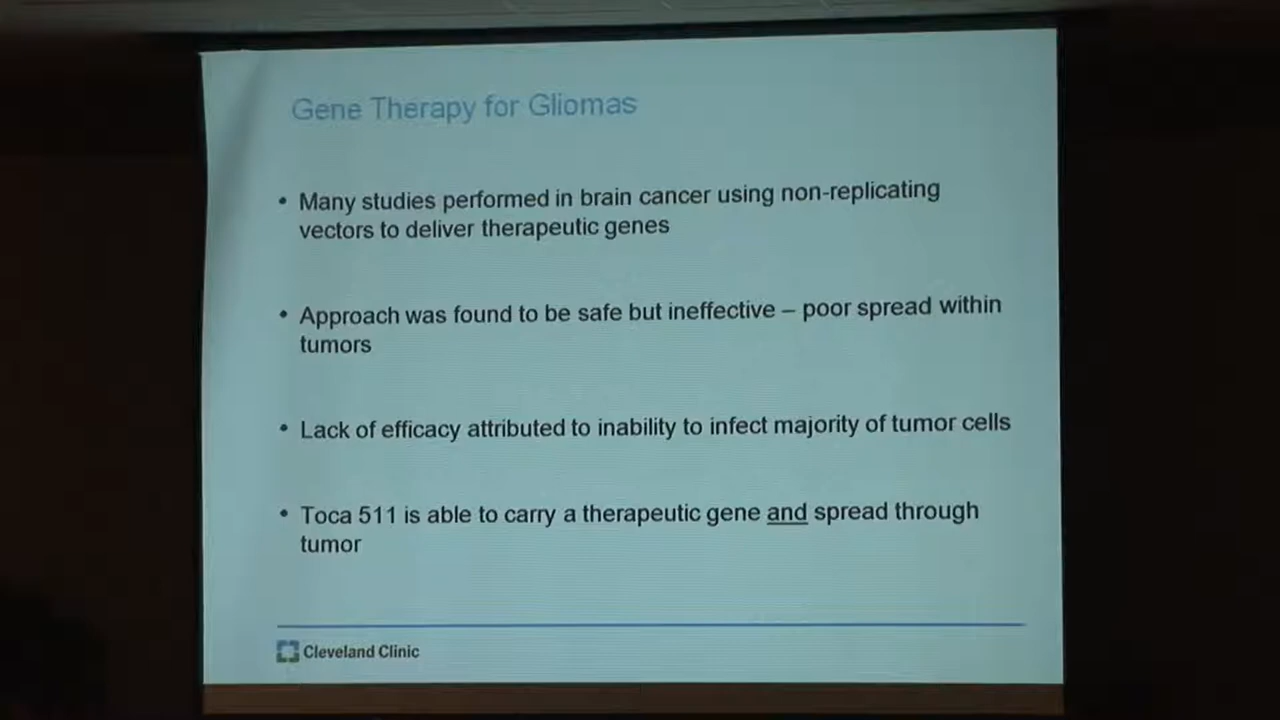 Gene Therapy for Gliomas
• Many studies performed in brain cancer using non-replicating
vectors to deliver therapeutic genes
• Approach was found to be safe but ineffective – poor spread within
tumors
• Lack of efficacy attributed to inability to infect majority of tumor cells
• Toca 511 is able to carry a therapeutic gene and spread through
tumor
Cleveland Clinic